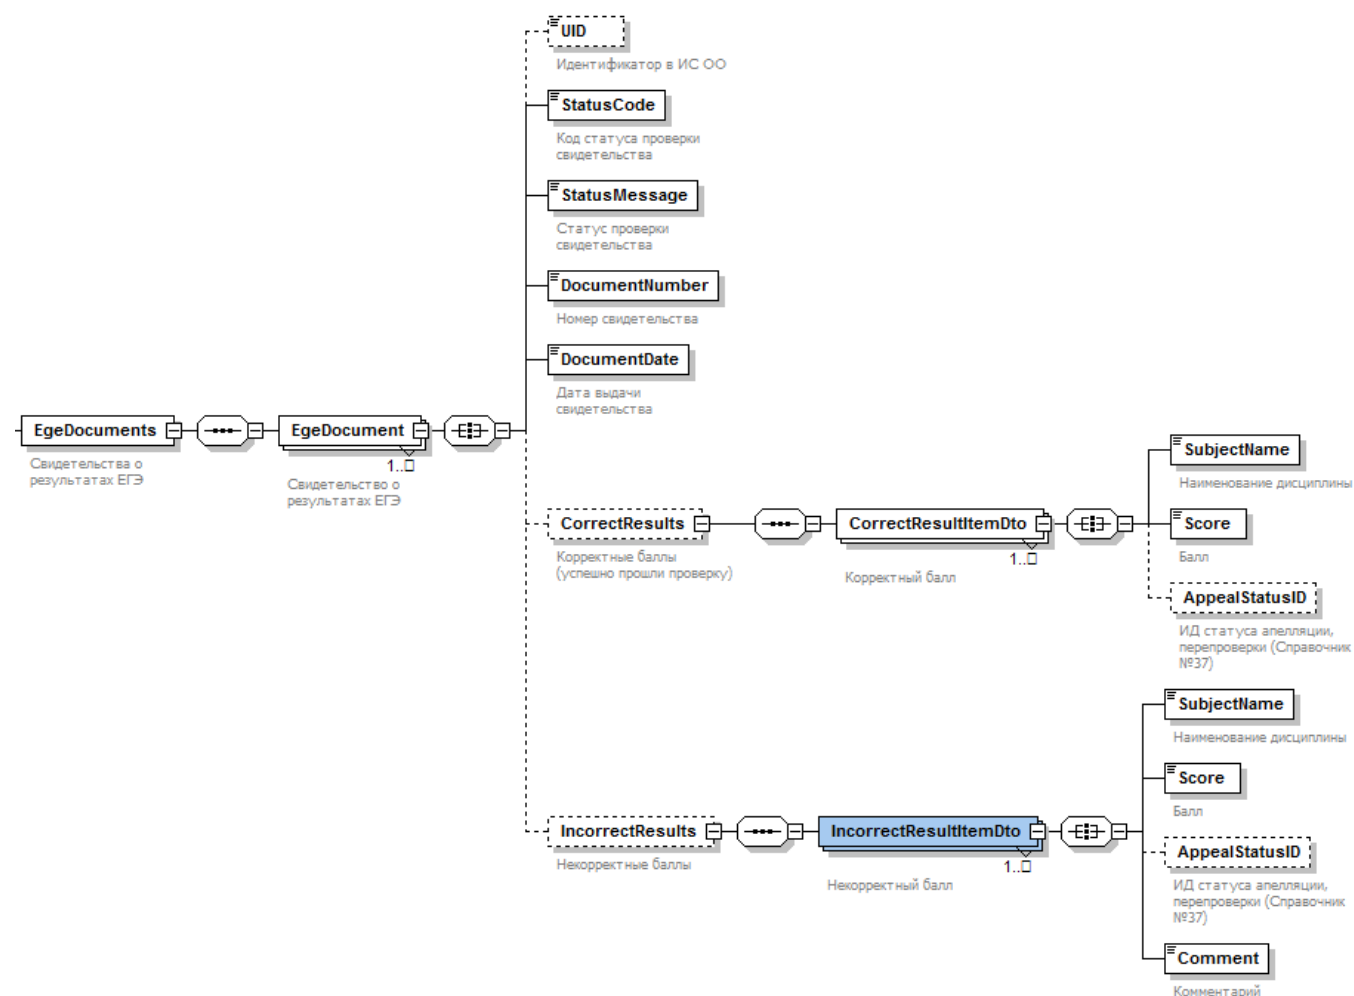 UID
Идентификатор в ИС ОО
StatusCode
Код статуса проверки
свидетельства
StatusMessage
Статус проверки
свидетельства
DocumentNumber
Номер свидетельства
DocumentDate
Дата выдачи
свидетельства
EgeDocuments
Свидетельства о
результатах ЕГЭ
EgeDocument
1..□
Свидетельство о
результатах ЕГЭ
CorrectResults
Корректные баллы
(успешно прошли проверку)
CorrectResultItemDto
1..□
Корректный балл
SubjectName
Наименование дисциплины
Score
Балл
AppealStatusID
ИД статуса апелляции,
перепроверки (Справочник
№37)
IncorrectResults
Некорректные баллы
IncorrectResultItemDto
1..□
Некорректный балл
SubjectName
Наименование дисциплины
Score
Балл
AppealStatusID
ИД статуса апелляции,
перепроверки (Справочник
№37)
Comment
Комментарий